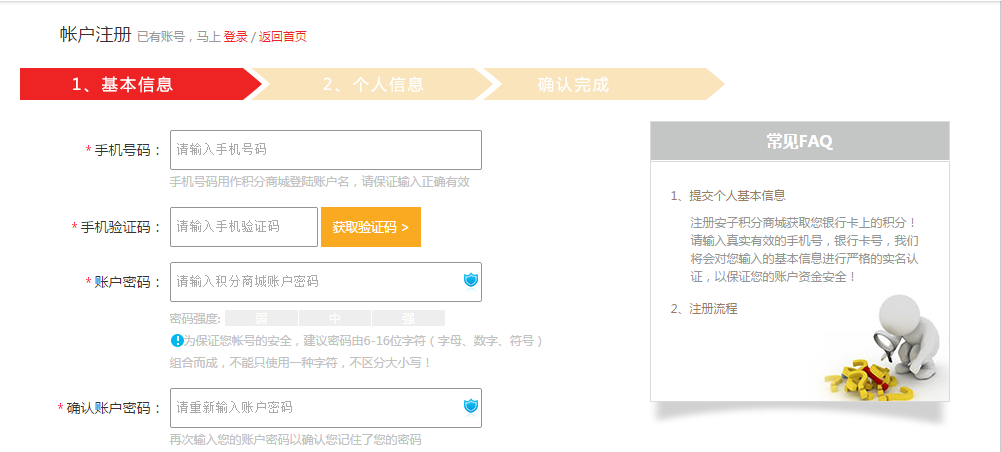 帐户注册 已有账号，马上 登录 / 返回首页
1、基本信息
2、个人信息
确认完成
* 手机号码：
请输入手机号码
手机号码用作积分商城登陆账户名，请保证输入正确有效
* 手机验证码：
请输入手机验证码
获取验证码 >
* 账户密码：
请输入积分商城账户密码
密码强度: 弱 中 强
为保证您帐号的安全，建议密码由6-16位字符（字母、数字、符号）
组合而成，不能只使用一种字符，不区分大小写！
* 确认账户密码：
请重新输入账户密码
再次输入您的账户密码以确认您记住了您的密码
常见FAQ
1、提交个人基本信息
注册安子积分商城获取您银行卡上的积分！
请输入真实有效的手机号，银行卡号，我们
将会对您输入的基本信息进行严格的实名认
证，以保证您的账户资金安全！
2、注册流程